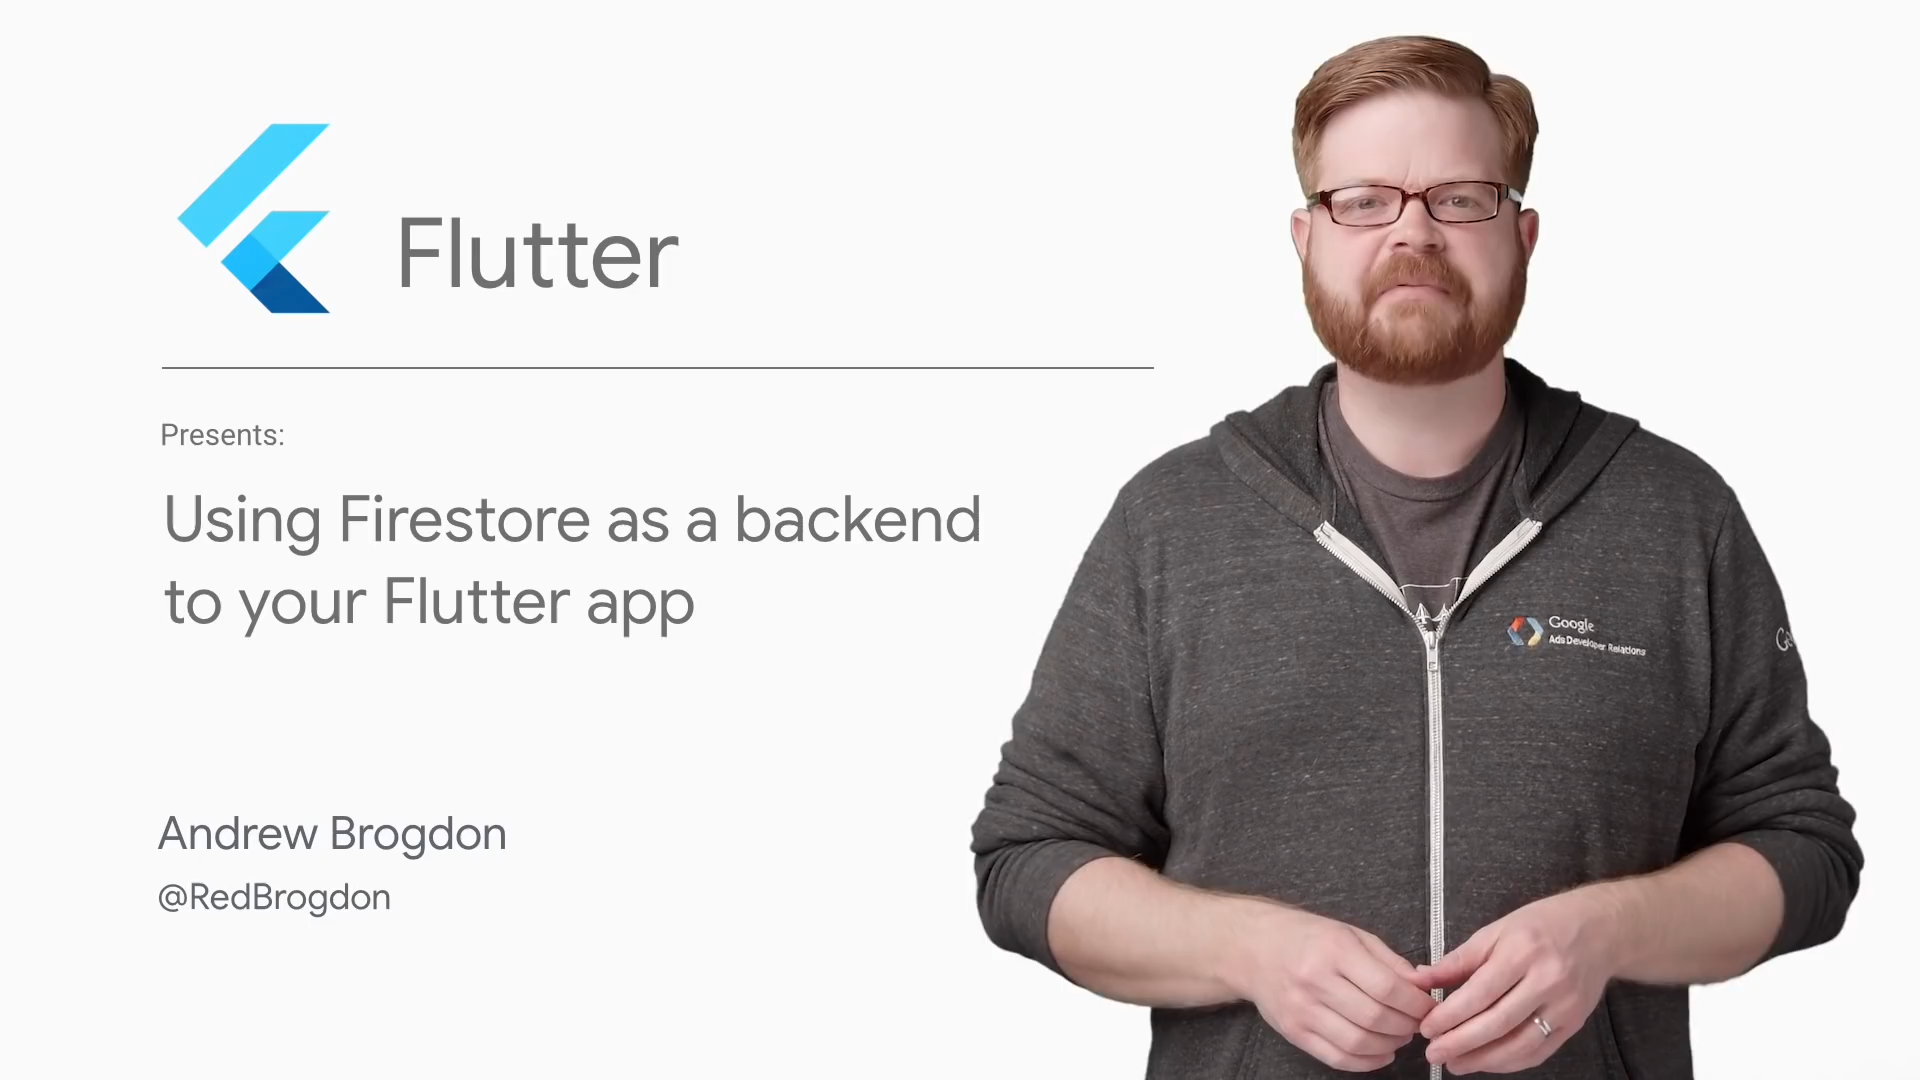 Flutter
Presents:
Using Firestore as a backend
to your Flutter app
Andrew Brogdon
@RedBrogdon
Google
Ads Developer Relations